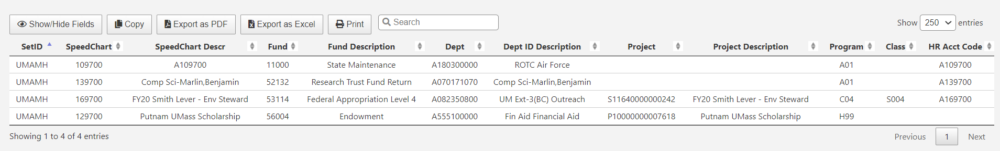 Show/Hide Fields Copy Export as PDF Export as Excel Print Search Show 250 entries
SetID SpeedChart SpeedChart Descr Fund Fund Description Dept Dept ID Description Project Project Description Program Class HR Acct Code
UMAMH 109700 A109700 11000 State Maintenance A180300000 ROTC Air Force A01 A109700
UMAMH 139700 Comp Sci-Marlin,Benjamin 52132 Research Trust Fund Return A070171070 Comp Sci-Marlin,Benjamin A01 A139700
UMAMH 169700 FY20 Smith Lever - Env Steward 53114 Federal Appropriation Level 4 A082350800 UM Ext-3(BC) Outreach S11640000000242 FY20 Smith Lever - Env Steward C04 S004 A169700
UMAMH 129700 Putnam UMass Scholarship 56004 Endowment A555100000 Fin Aid Financial Aid P10000000007618 Putnam UMass Scholarship H99
Showing 1 to 4 of 4 entries Previous 1 Next